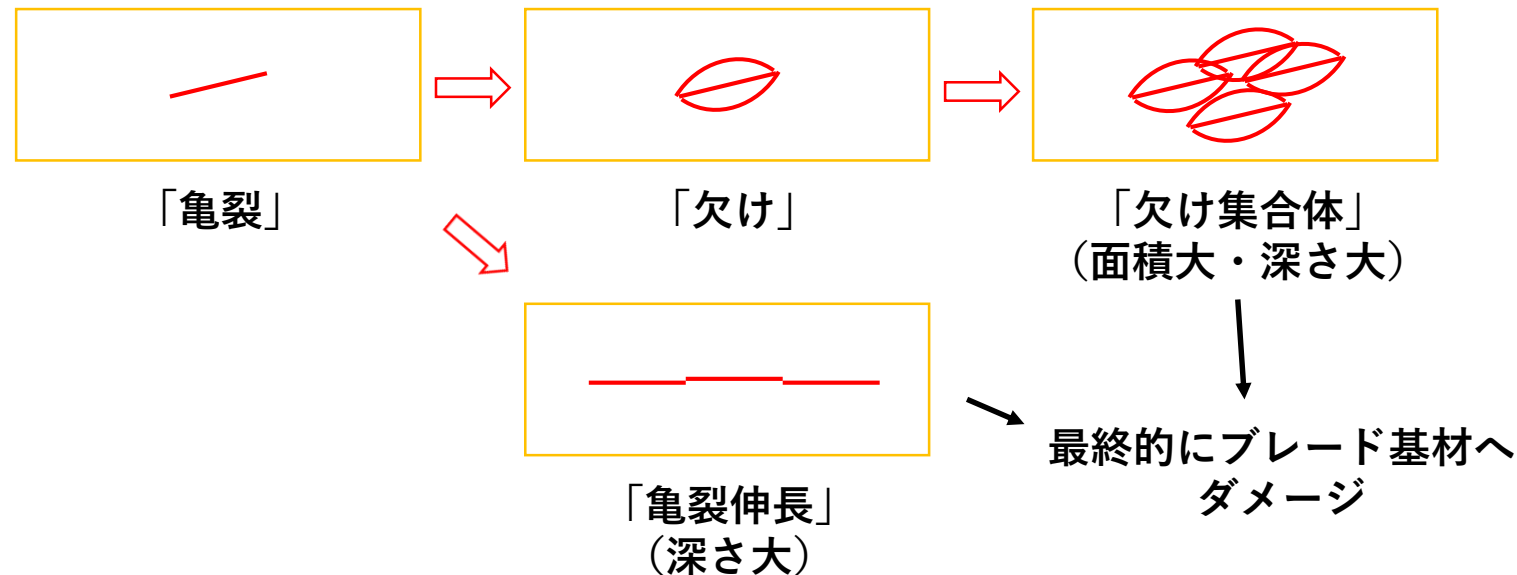 「亀裂」
「欠け」
「欠け集合体」
（面積大・深さ大）
「亀裂伸長」
（深さ大）
最終的にブレード基材へ
ダメージ